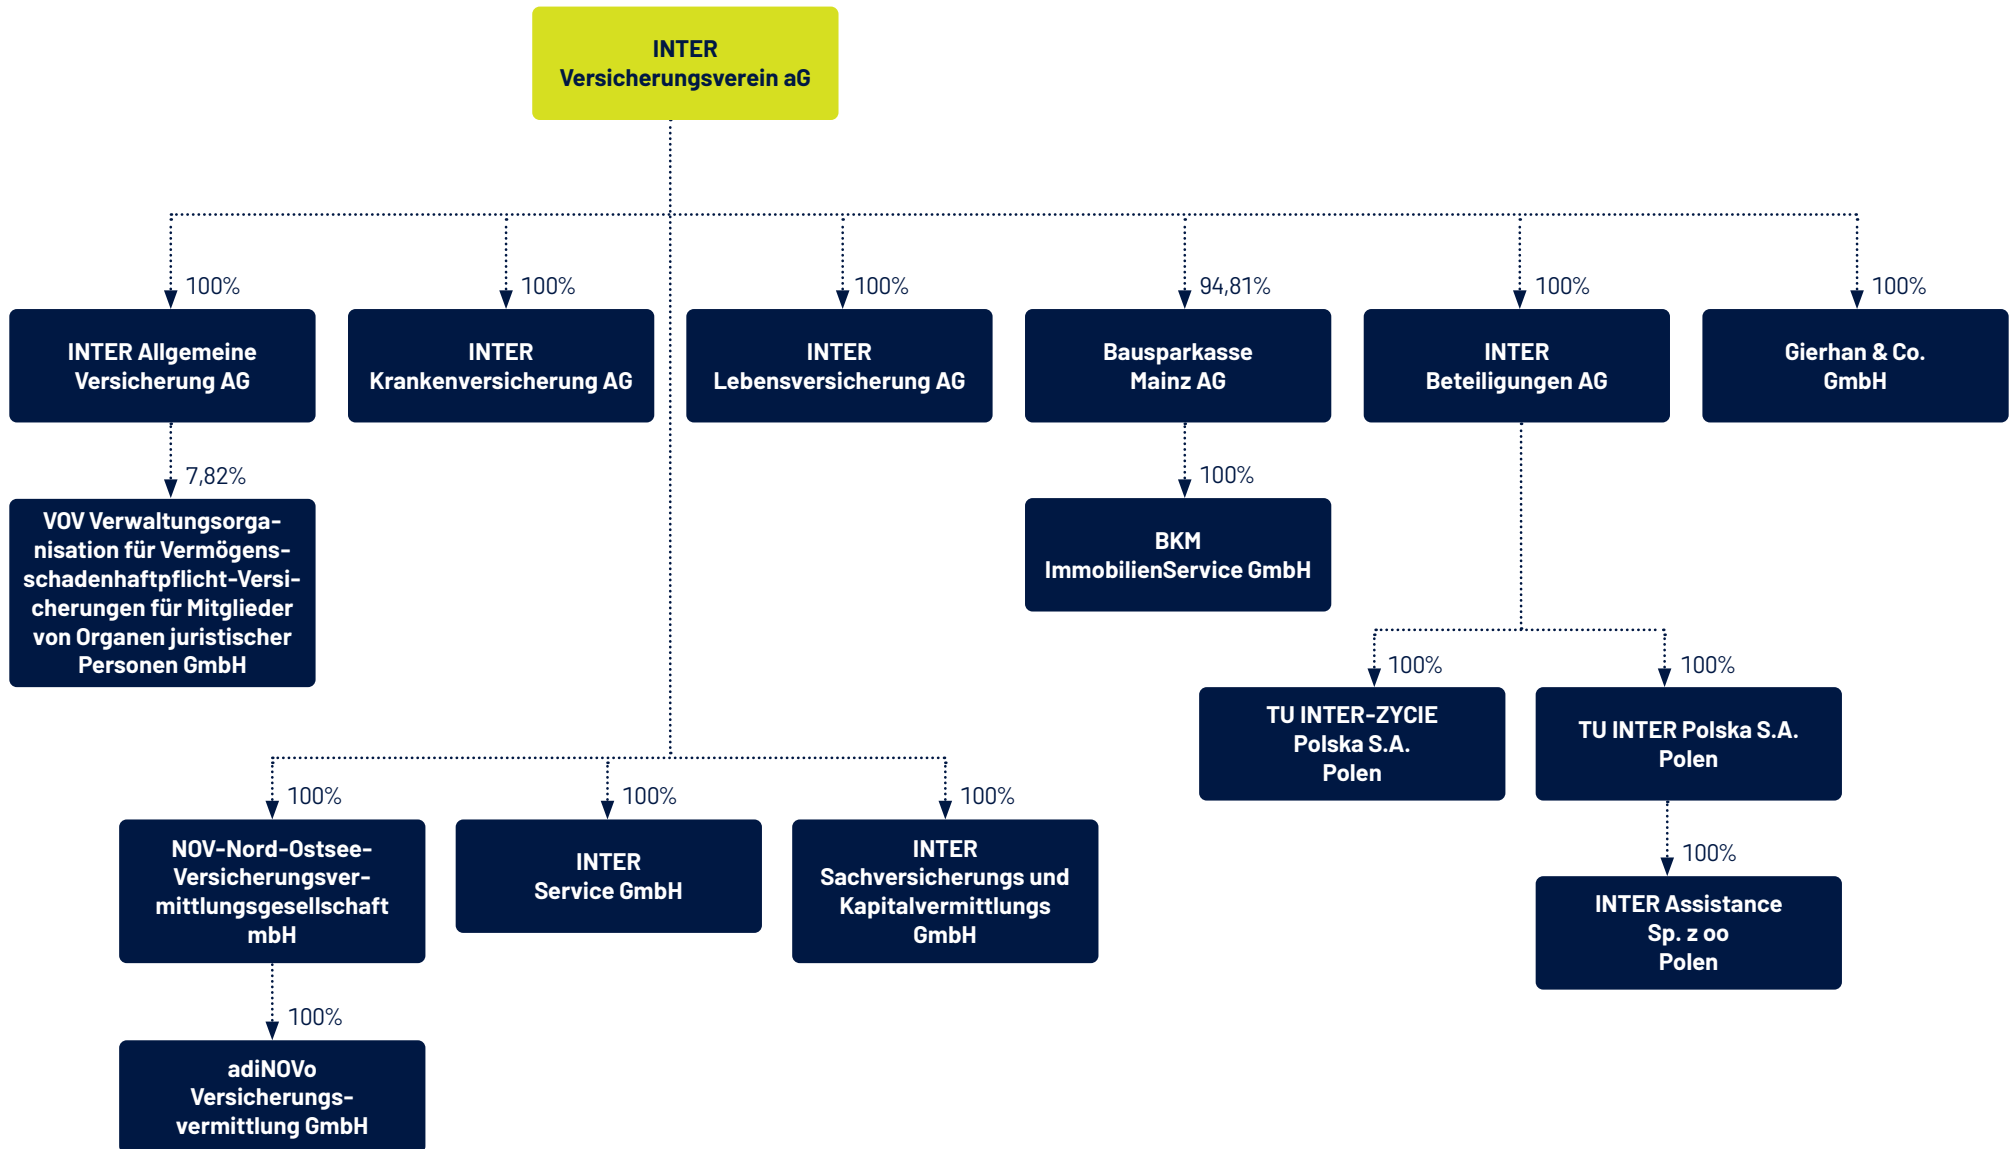 INTER
Versicherungsverein aG
100%
100%
100%
94,81%
100%
100%
INTER Allgemeine
Versicherung AG
INTER
Krankenversicherung AG
INTER
Lebensversicherung AG
Bausparkasse
Mainz AG
INTER
Beteiligungen AG
Gierhan & Co.
GmbH
7,82%
100%
VOV Verwaltungsorga-
nisation für Vermögens-
schadenhaftpflicht-Versi-
cherungen für Mitglieder
von Organen juristischer
Personen GmbH
BKM
ImmobilienService GmbH
100%
100%
TU INTER-ZYCIE
Polska S.A.
Polen
TU INTER Polska S.A.
Polen
100%
100%
100%
NOV-Nord-Ostsee-
Versicherungsver-
mittlungsgesellschaft
mbH
INTER
Service GmbH
INTER
Sachversicherungs und
Kapitalvermittlungs
GmbH
100%
INTER Assistance
Sp. z oo
Polen
100%
adiNOVo
Versicherungs-
vermittlung GmbH